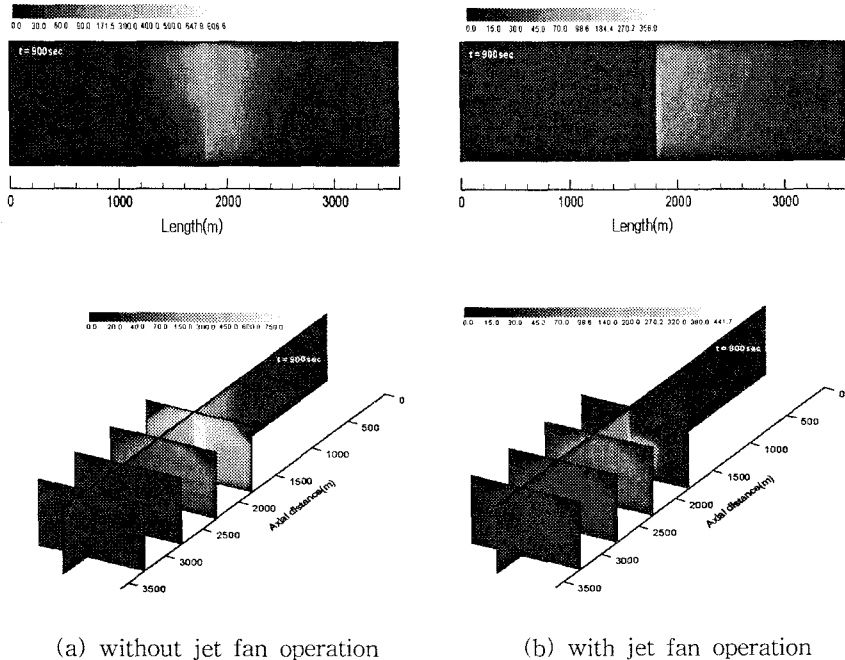 0.0 30.0 60.0 90.0 171.5 390.0 400.0 500.0 647.8 806.6
t=900sec
0 1000 2000 3000
Length(m)
0.0 15.0 30.0 45.0 70.0 98.6 184.4 270.2 356.0
t=900sec
0 1000 2000 3000
Length(m)
0.0 20.0 40.0 70.0 150.0 300.0 450.0 600.0 750.0
t=900sec
0
500
1000
1500
2000
2500
3000
3500
Axial distance(m)
0.0 15.0 30.0 45.0 70.0 98.6 140.0 200.0 270.2 380.0 441.7
t=900sec
0
500
1000
1500
2000
2500
3000
3500
Axial distance(m)
(a) without jet fan operation
(b) with jet fan operation